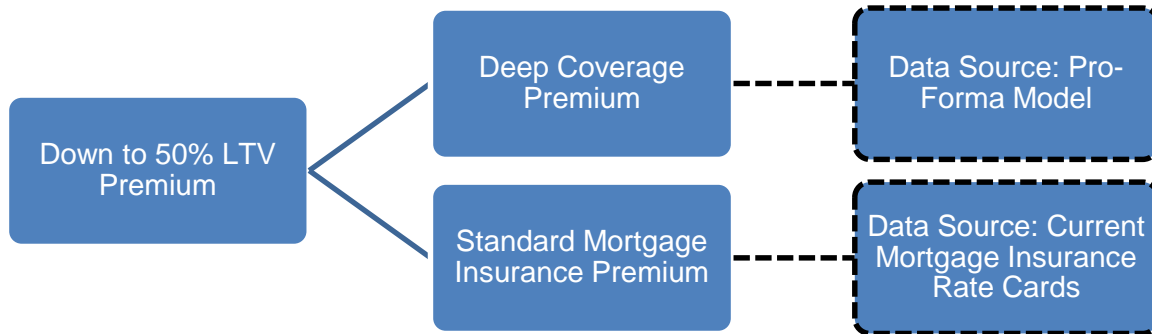 Down to 50% LTV
Premium
Deep Coverage
Premium
Data Source: Pro-
Forma Model
Standard Mortgage
Insurance Premium
Data Source: Current
Mortgage Insurance
Rate Cards